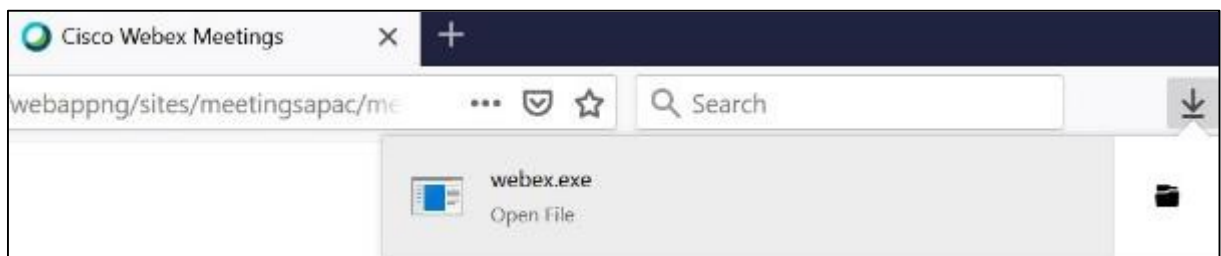 Cisco Webex Meetings
webappng/sites/meetingsapac/me
Search
webex.exe
Open File